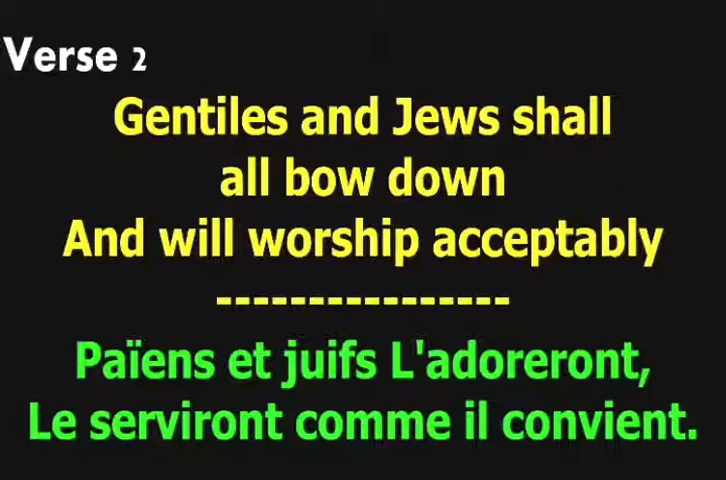 Verse 2
Gentiles and Jews shall
all bow down
And will worship acceptably
----------------
Païens et juifs L'adoreront,
Le serviront comme il convient.